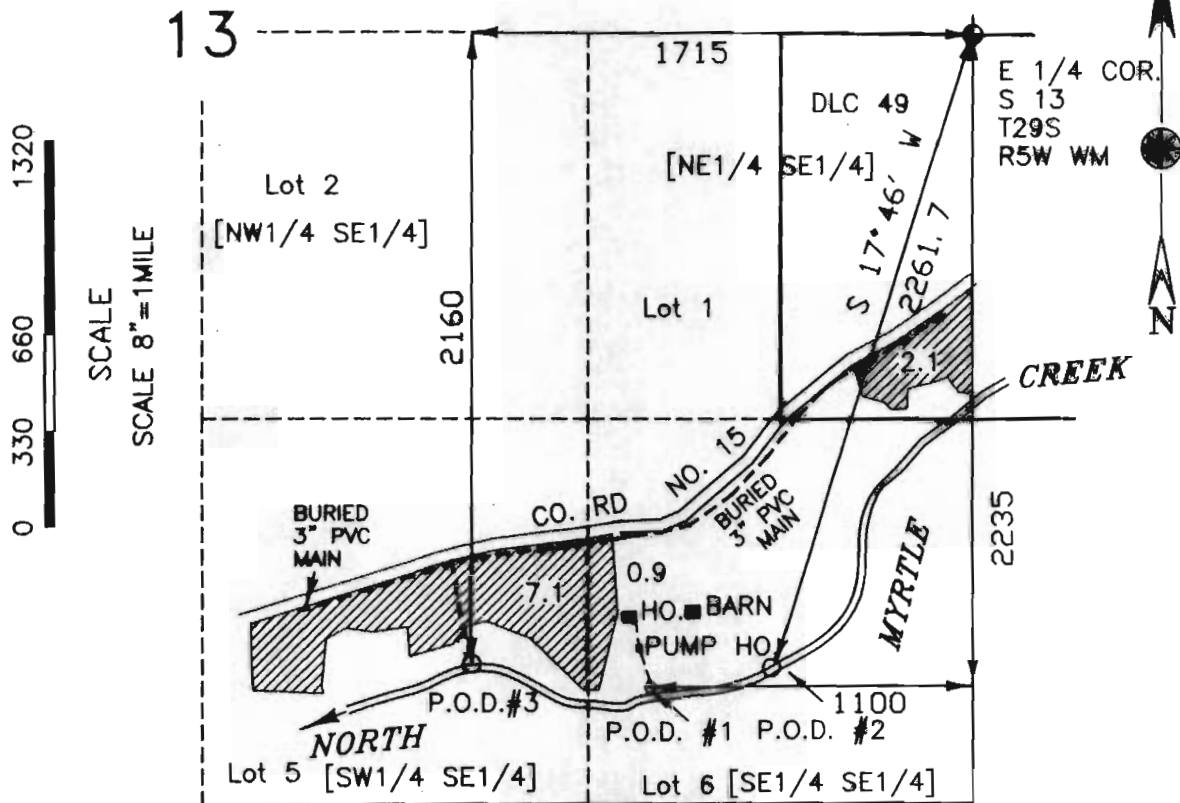 13
1715
E 1/4 COR.
S 13
T29S
R5W WM
DLC 49
[NE1/4 SE1/4]
Lot 2
[NW1/4 SE1/4]
S 17°46' W
2261.7
1320
660
330
0
SCALE
SCALE 8"=1MILE
2160
Lot 1
N
2.1
CREEK
CO. RD NO. 15
BURIED
3" PVC
MAIN
BURIED
3" PVC
MAIN
2235
MYRTLE
7.1
0.9
HO.
BARN
PUMP HO.
P.O.D.#3
1100
P.O.D. #1
P.O.D. #2
NORTH
Lot 5 [SW1/4 SE1/4]
Lot 6 [SE1/4 SE1/4]